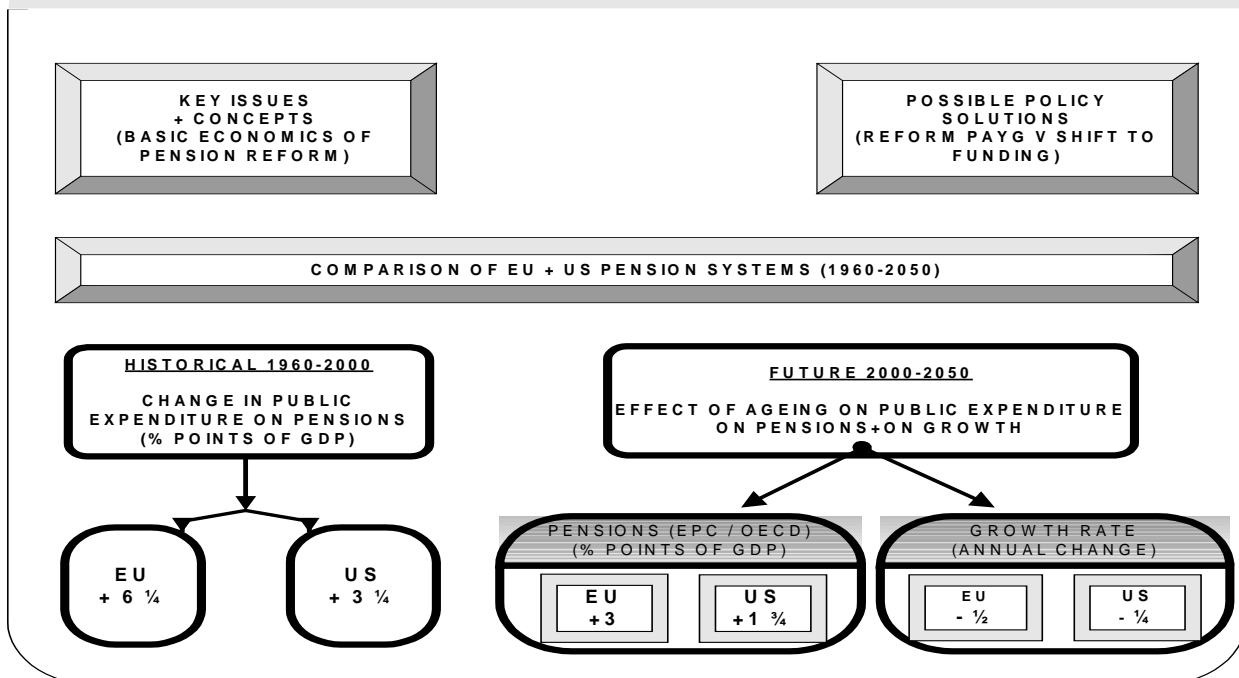 KEY ISSUES
+ CONCEPTS
(BASIC ECONOMICS OF
PENSION REFORM)
POSSIBLE POLICY
SOLUTIONS
(REFORM PAYG V SHIFT TO
FUNDING)
COMPARISON OF EU + US PENSION SYSTEMS (1960-2050)
HISTORICAL 1960-2000
CHANGE IN PUBLIC
EXPENDITURE ON PENSIONS
(% POINTS OF GDP)
FUTURE 2000-2050
EFFECT OF AGEING ON PUBLIC EXPENDITURE
ON PENSIONS+ON GROWTH
EU
+ 6 ¼
US
+ 3 ¼
PENSIONS (EPC / OECD)
(% POINTS OF GDP)
EU
+3
US
+1 ¾
GROWTH RATE
(ANNUAL CHANGE)
EU
- ½
US
- ¼